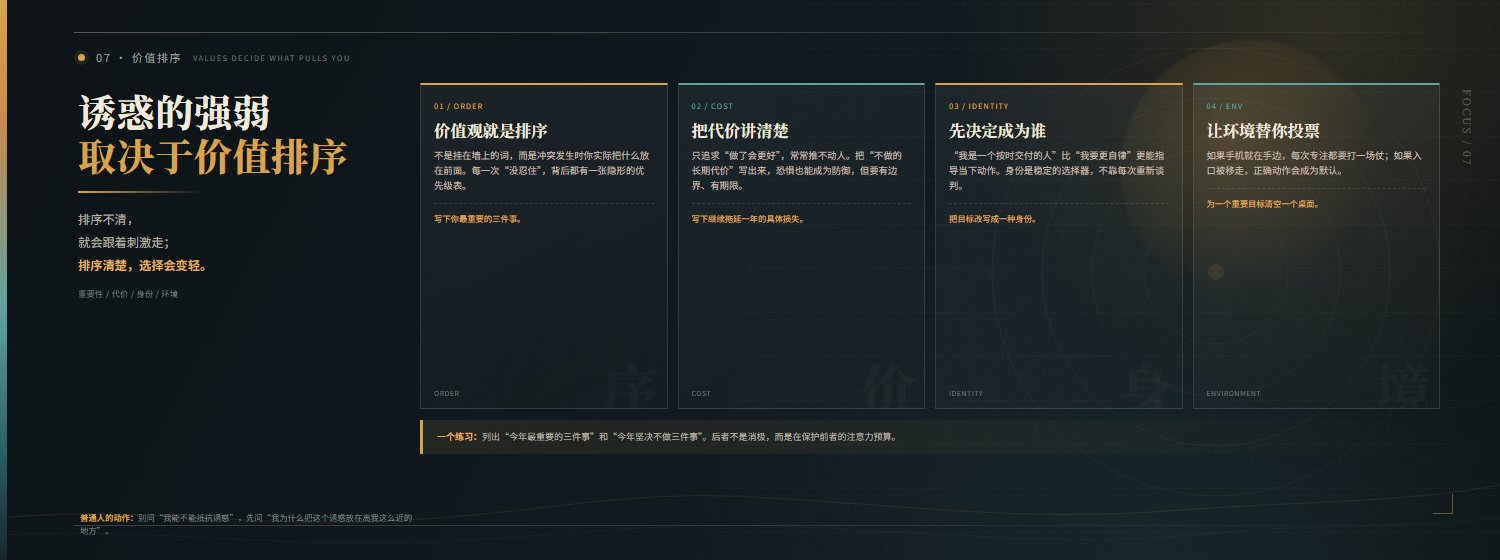 07 · 价值排序 VALUES DECIDE WHAT PULLS YOU
诱惑的强弱
取决于价值排序
排序不清，
就会跟着刺激走；
排序清楚，选择会变轻。
重要性 / 代价 / 身份 / 环境
01 / ORDER
价值观就是排序
不是挂在墙上的词，而是冲突发生时你实际把什么放
在前面。每一次“没忍住”，背后都有一张隐形的优
先级表。
写下你最重要的三件事。
ORDER
序
02 / COST
把代价讲清楚
只追求“做了会更好”，常常推不动人。把“不做的
长期代价”写出来，恐惧也能成为防御，但要有边
界、有期限。
写下继续拖延一年的具体损失。
COST
价
03 / IDENTITY
先决定成为谁
“我是一个按时交付的人”比“我要更自律”更能指
导当下动作。身份是稳定的选择器，不靠每次重新谈
判。
把目标改写成一种身份。
IDENTITY
身
04 / ENV
让环境替你投票
如果手机就在手边，每次专注都要打一场仗；如果入
口被移走，正确动作会成为默认。
为一个重要目标清空一个桌面。
ENVIRONMENT
境
FOCUS / 07
一个练习：列出“今年最重要的三件事”和“今年坚决不做三件事”。后者不是消极，而是在保护前者的注意力预算。
普通人的动作：别问“我能不能抵抗诱惑”，先问“我为什么把这个诱惑放在离我这么近的
地方”。